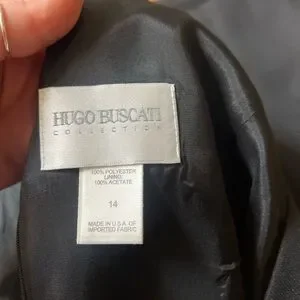 HUGO BUSCATI
COLLECTION
100% POLYESTER
LINING:
100% ACETATE
14
MADE IN U.S.A. OF
IMPORTED FABRIC